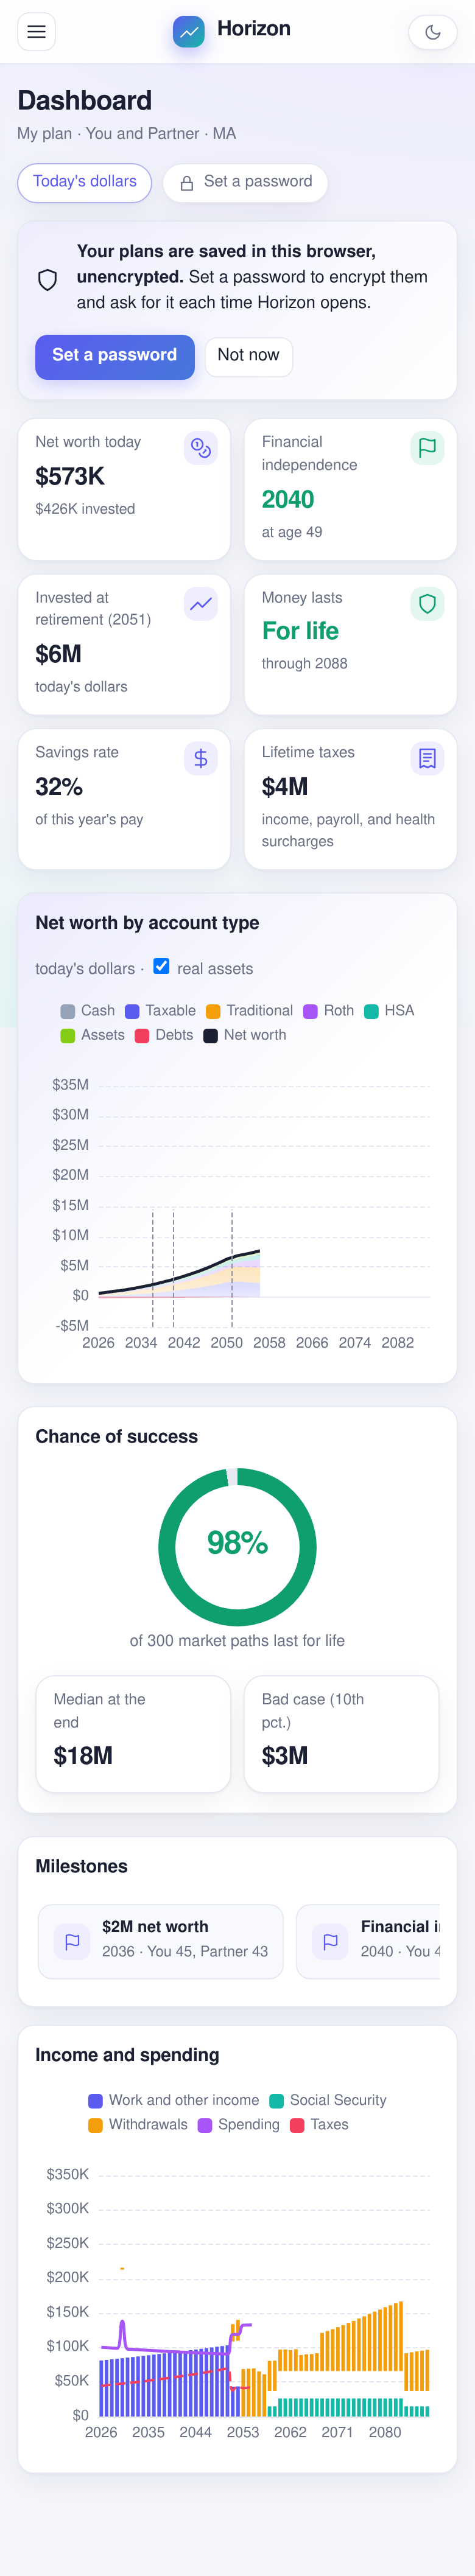 Horizon
Dashboard
My plan · You and Partner · MA
Today's dollars
Set a password
Your plans are saved in this browser,
unencrypted. Set a password to encrypt them
and ask for it each time Horizon opens.
Set a password
Not now
Net worth today
$573K
$426K invested
Financial
independence
2040
at age 49
Invested at
retirement (2051)
$6M
today's dollars
Money lasts
For life
through 2088
Savings rate
32%
of this year's pay
Lifetime taxes
$4M
income, payroll, and health
surcharges
Net worth by account type
today's dollars · real assets
Cash Taxable Traditional Roth HSA
Assets Debts Net worth
$35M
$30M
$25M
$20M
$15M
$10M
$5M
$0
-$5M
2026 2034 2042 2050 2058 2066 2074 2082
Chance of success
98%
of 300 market paths last for life
Median at the
end
$18M
Bad case (10th
pct.)
$3M
Milestones
$2M net worth
2036 · You 45, Partner 43
Financial
2040 · You
Income and spending
Work and other income Social Security
Withdrawals Spending Taxes
$350K
$300K
$250K
$200K
$150K
$100K
$50K
$0
2026 2035 2044 2053 2062 2071 2080